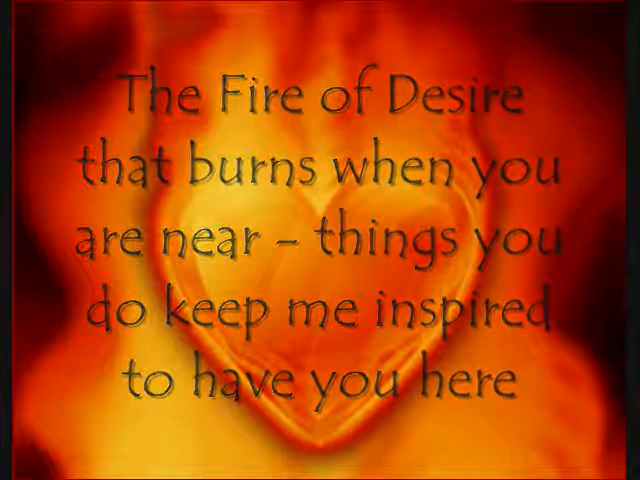 The Fire of Desire
that burns when you
are near - things you
do keep me inspired
to have you here